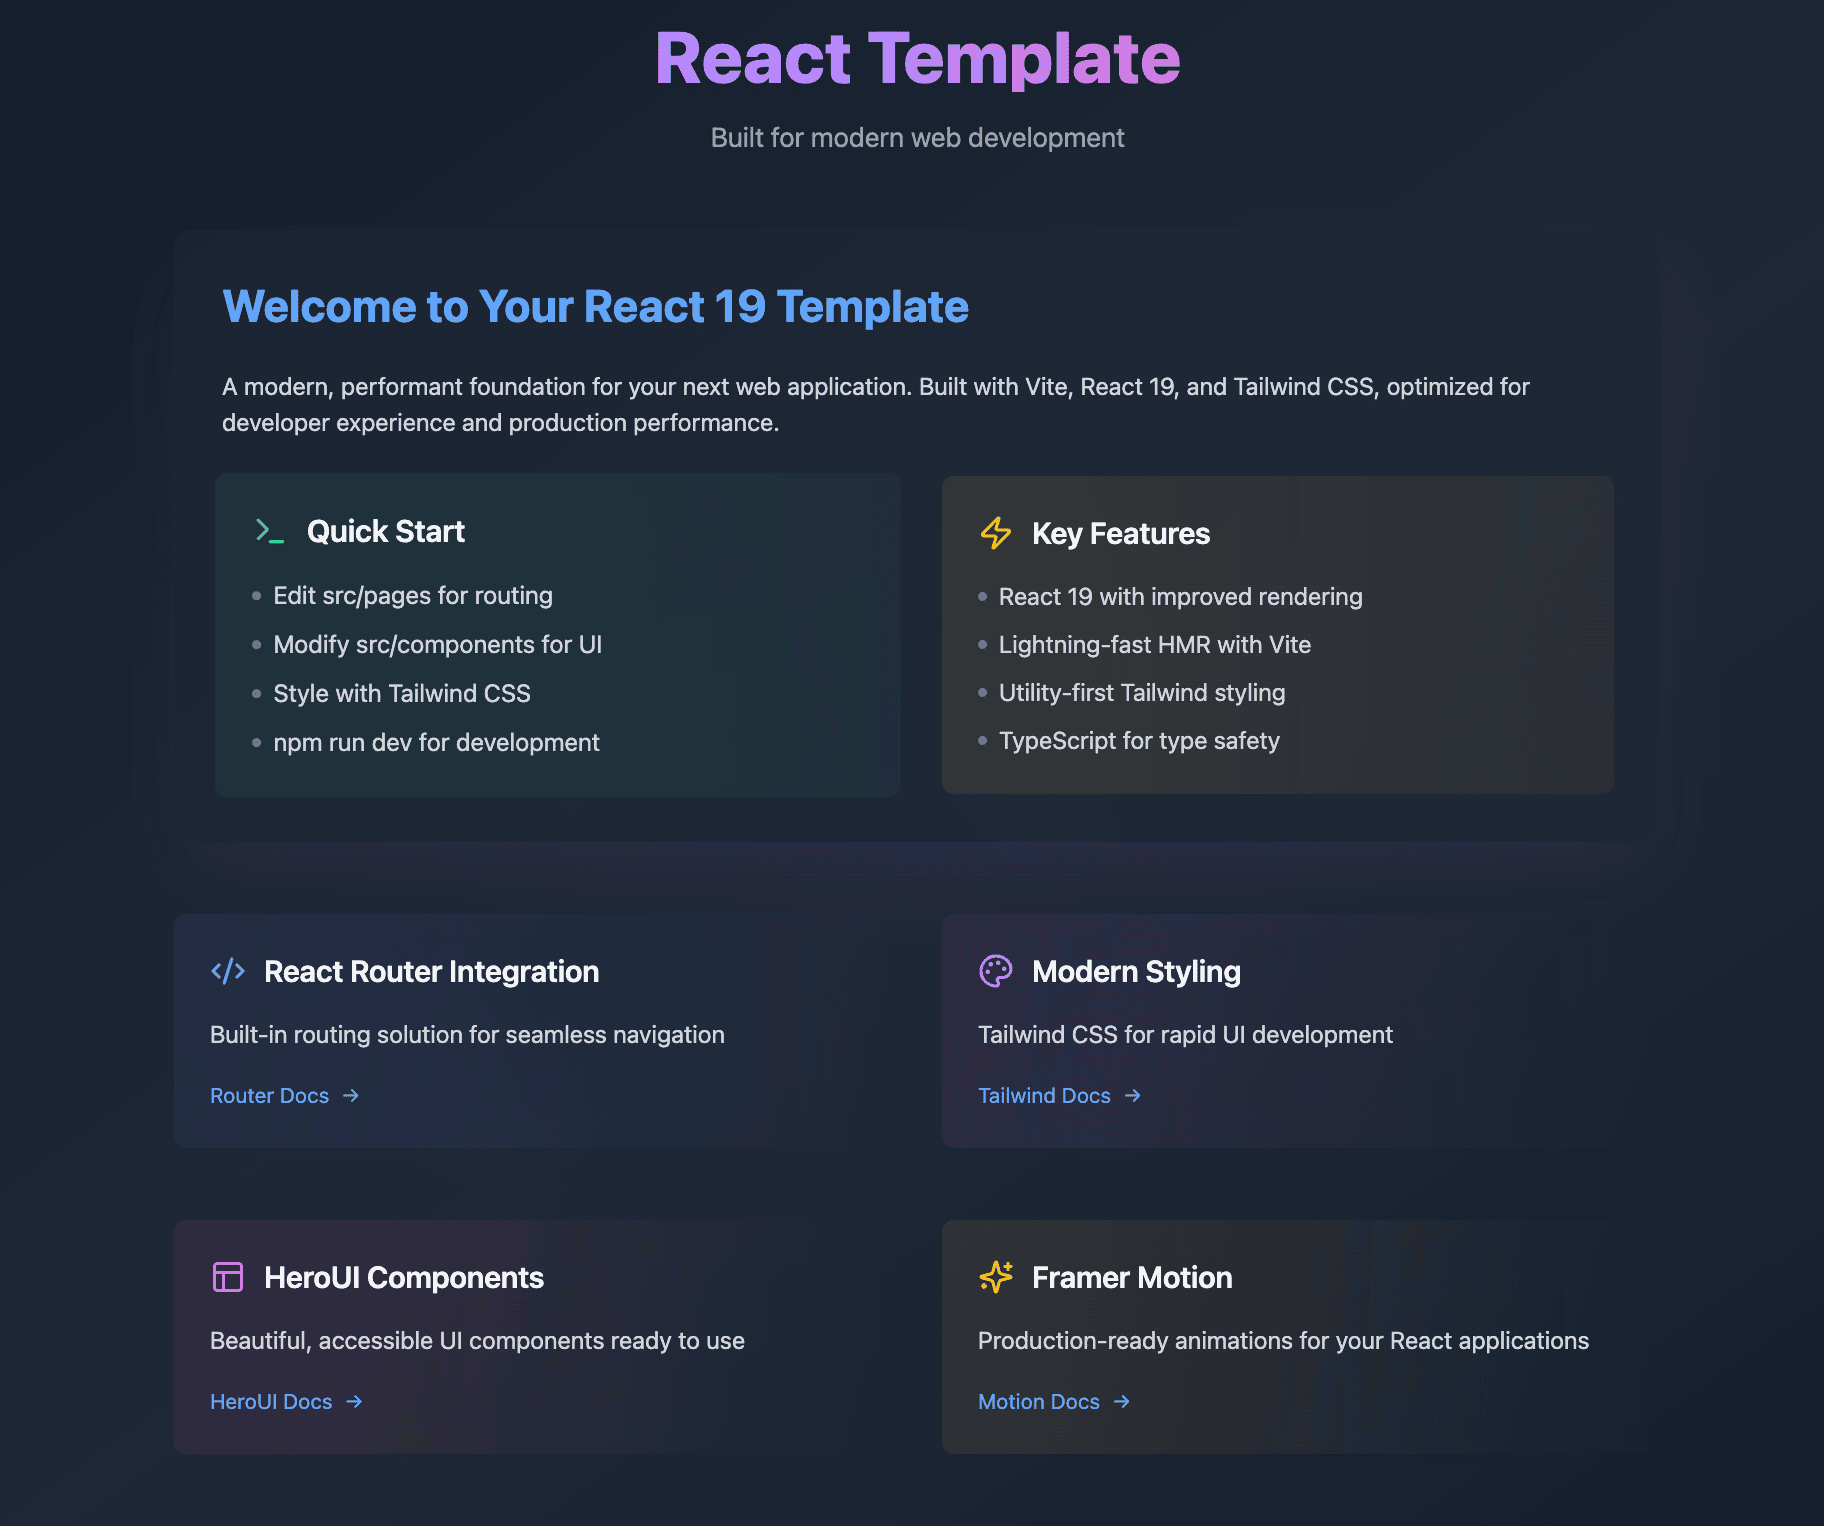 React Template
Built for modern web development
Welcome to Your React 19 Template
A modern, performant foundation for your next web application. Built with Vite, React 19, and Tailwind CSS, optimized for
developer experience and production performance.
Quick Start
Edit src/pages for routing
Modify src/components for UI
Style with Tailwind CSS
npm run dev for development
Key Features
React 19 with improved rendering
Lightning-fast HMR with Vite
Utility-first Tailwind styling
TypeScript for type safety
React Router Integration
Built-in routing solution for seamless navigation
Router Docs →
Modern Styling
Tailwind CSS for rapid UI development
Tailwind Docs →
HeroUI Components
Beautiful, accessible UI components ready to use
HeroUI Docs →
Framer Motion
Production-ready animations for your React applications
Motion Docs →